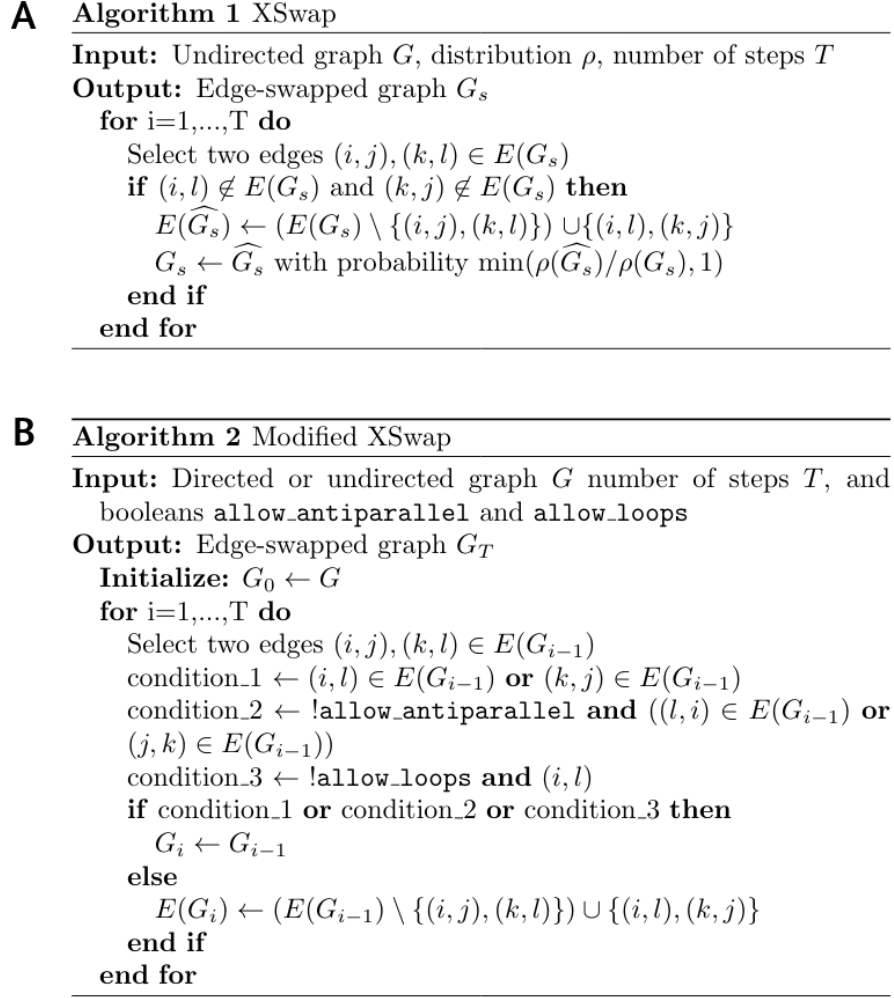 A
Algorithm 1 XSwap
Input: Undirected graph G, distribution ρ, number of steps T
Output: Edge-swapped graph G_s
for i=1,...,T do
Select two edges (i, j), (k, l) ∈ E(G_s)
if (i, l) ∉ E(G_s) and (k, j) ∉ E(G_s) then
E(Ĝ_s) ← (E(G_s) \ {(i, j), (k, l)}) ∪{(i, l), (k, j)}
G_s ← Ĝ_s with probability min(ρ(Ĝ_s)/ρ(G_s), 1)
end if
end for
B
Algorithm 2 Modified XSwap
Input: Directed or undirected graph G number of steps T, and
booleans allow_antiparallel and allow_loops
Output: Edge-swapped graph G_T
Initialize: G_0 ← G
for i=1,...,T do
Select two edges (i, j), (k, l) ∈ E(G_{i−1})
condition_1 ← (i, l) ∈ E(G_{i−1}) or (k, j) ∈ E(G_{i−1})
condition_2 ← !allow_antiparallel and ((l, i) ∈ E(G_{i−1}) or
(j, k) ∈ E(G_{i−1}))
condition_3 ← !allow_loops and (i, l)
if condition_1 or condition_2 or condition_3 then
G_i ← G_{i−1}
else
E(G_i) ← (E(G_{i−1}) \ {(i, j), (k, l)}) ∪ {(i, l), (k, j)}
end if
end for